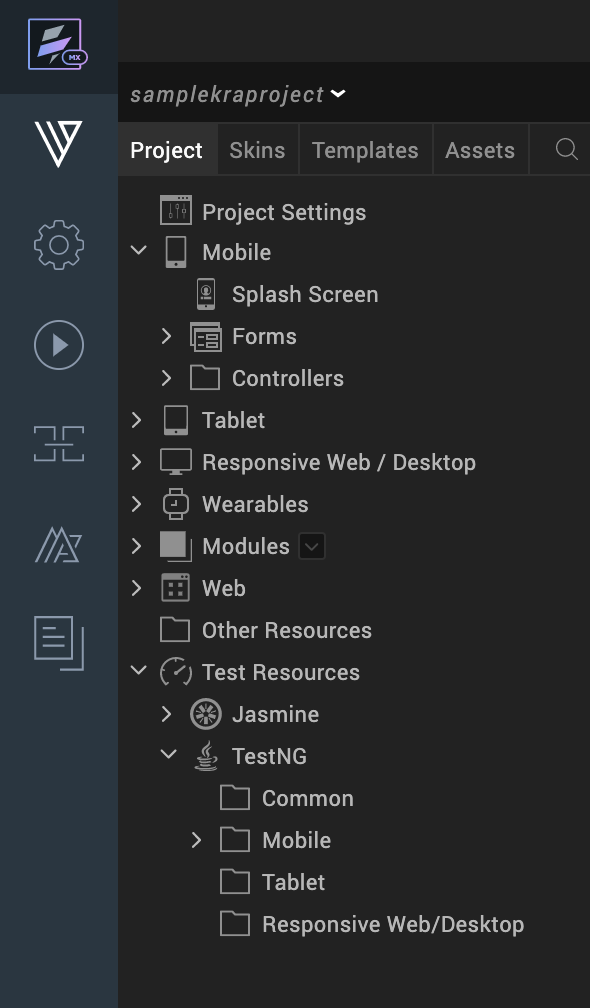 MX
samplekraproject
Project Skins Templates Assets
Project Settings
Mobile
Splash Screen
Forms
Controllers
Tablet
Responsive Web / Desktop
Wearables
Modules
Web
Other Resources
Test Resources
Jasmine
TestNG
Common
Mobile
Tablet
Responsive Web/Desktop